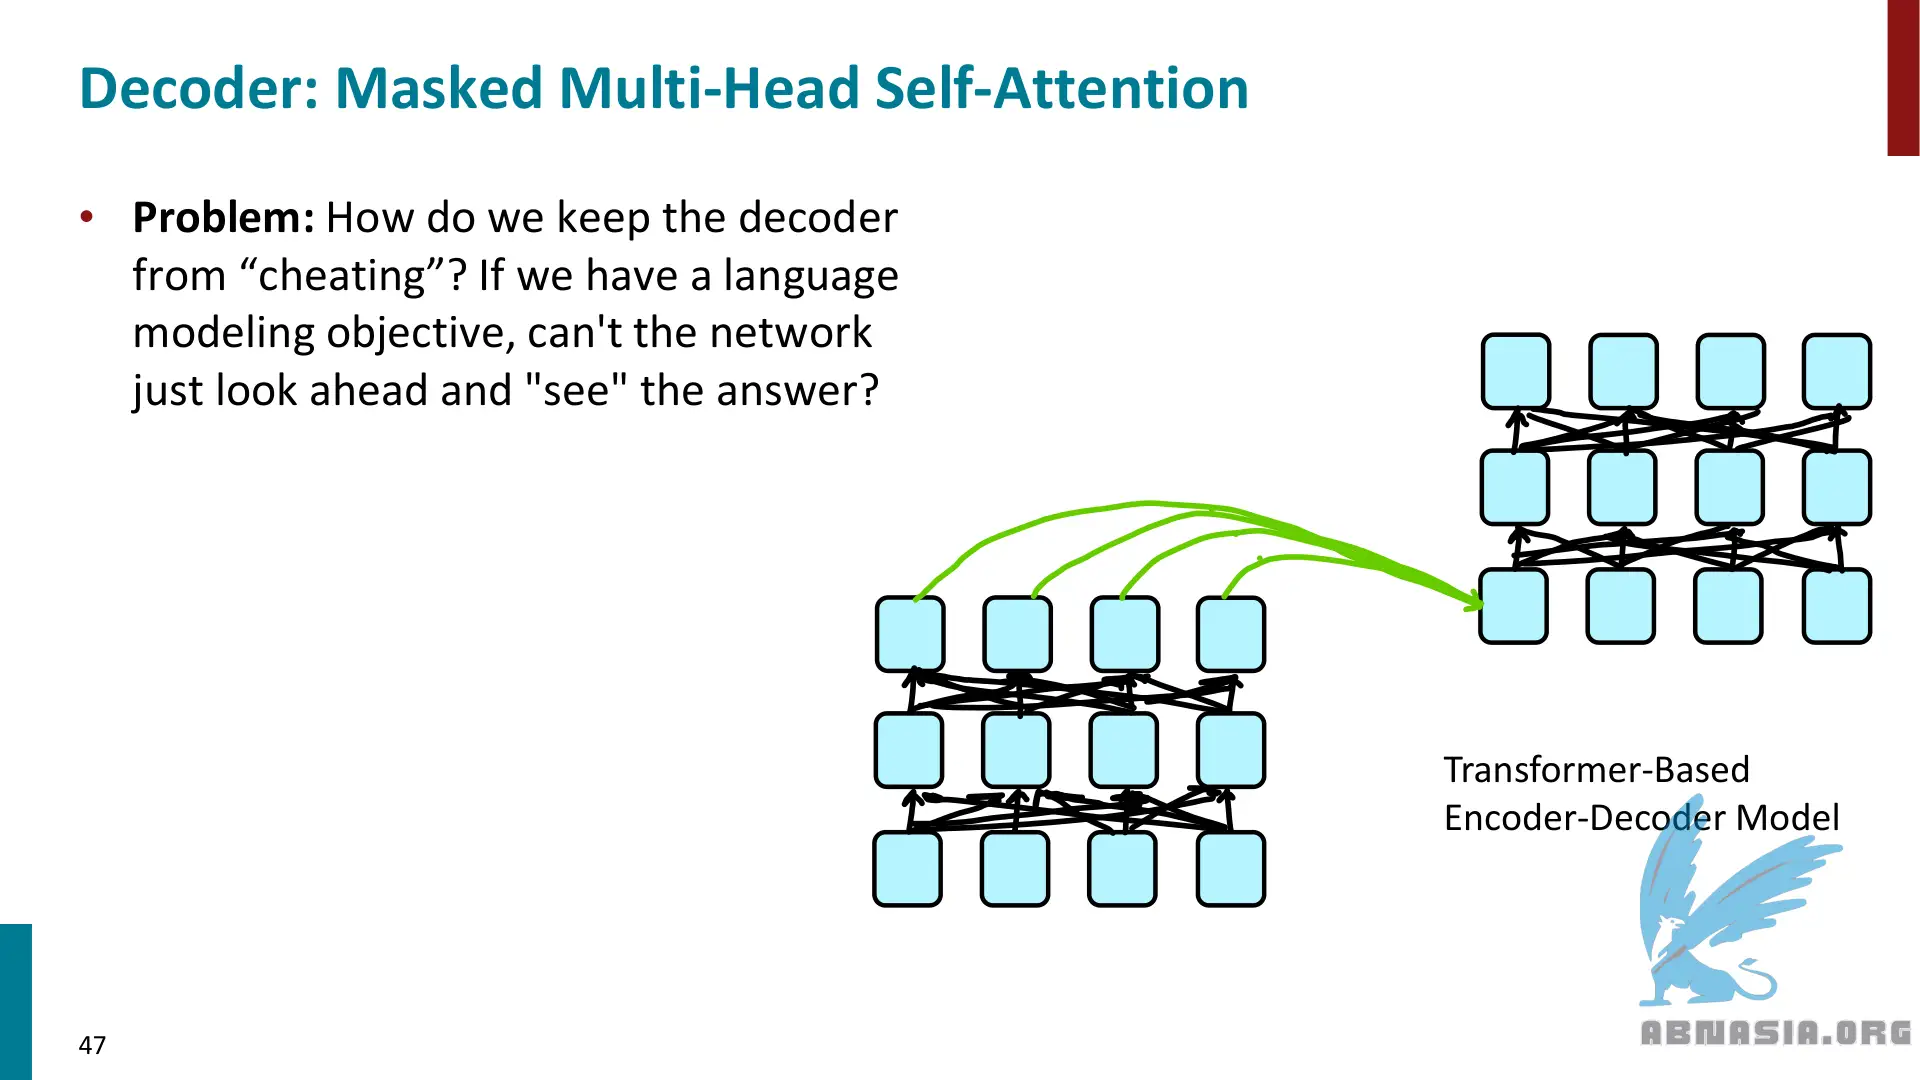 Decoder: Masked Multi-Head Self-Attention
• Problem: How do we keep the decoder
from “cheating”? If we have a language
modeling objective, can't the network
just look ahead and "see" the answer?
Transformer-Based
Encoder-Decoder Model
ABNASIA.ORG
47